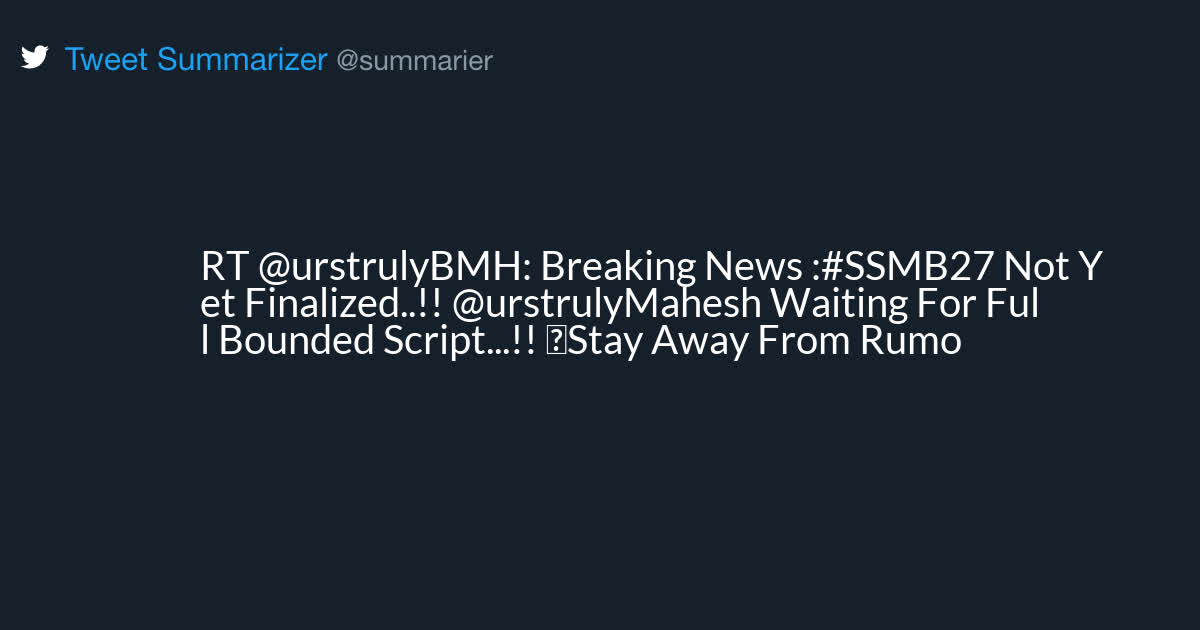 Tweet Summarizer @summarier
RT @urstrulyBMH: Breaking News :#SSMB27 Not Y
et Finalized..!! @urstrulyMahesh Waiting For Ful
l Bounded Script...!! Stay Away From Rumo